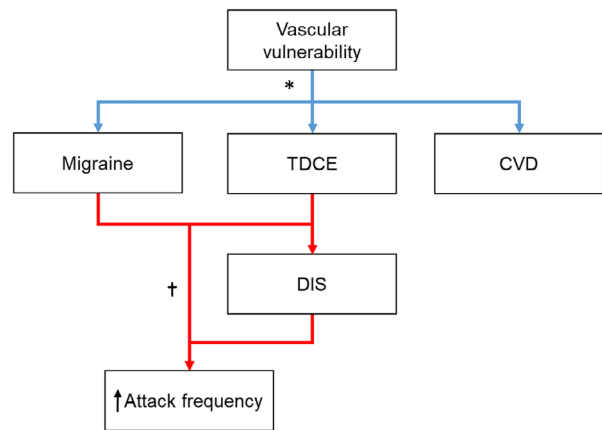 Vascular
vulnerability
*
Migraine
TDCE
CVD
DIS
†
↑Attack frequency